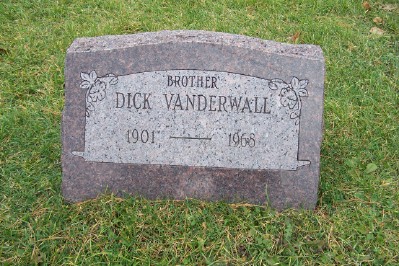 BROTHER
DICK VANDERWALL
1901 — 1968